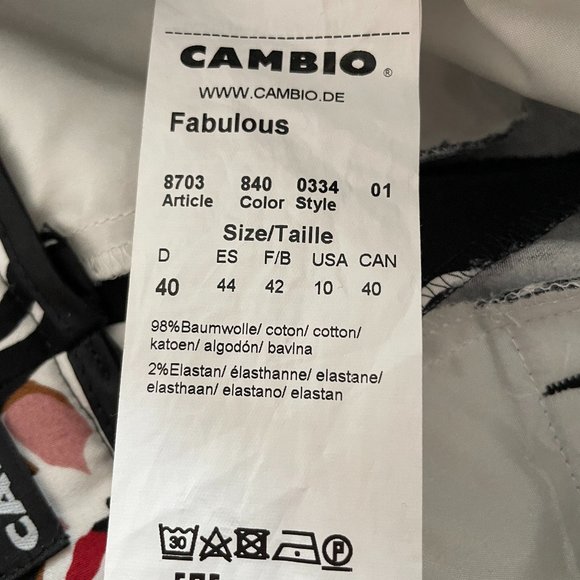 CAMBIO®
WWW.CAMBIO.DE
Fabulous
8703 840 0334 01
Article Color Style
Size/Taille
D ES F/B USA CAN
40 44 42 10 40
98%Baumwolle/ coton/ cotton/
katoen/ algodón/ bavlna
2%Elastan/ élasthanne/ elastane/
elasthaan/ elastano/ elastan
30 P
CA